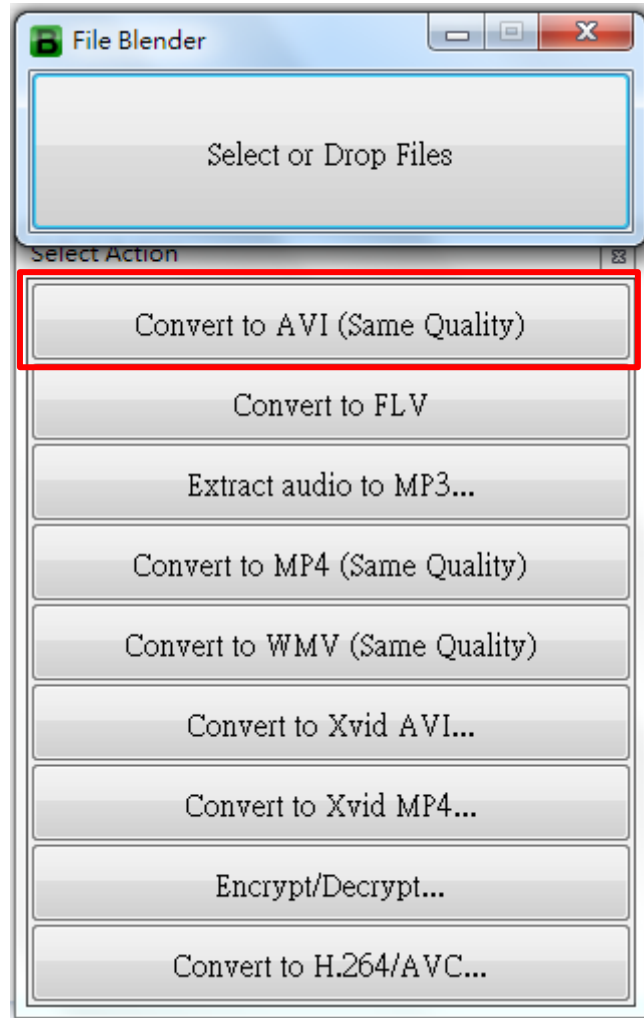 File Blender
Select or Drop Files
Select Action
Convert to AVI (Same Quality)
Convert to FLV
Extract audio to MP3...
Convert to MP4 (Same Quality)
Convert to WMV (Same Quality)
Convert to Xvid AVI...
Convert to Xvid MP4...
Encrypt/Decrypt...
Convert to H.264/AVC...